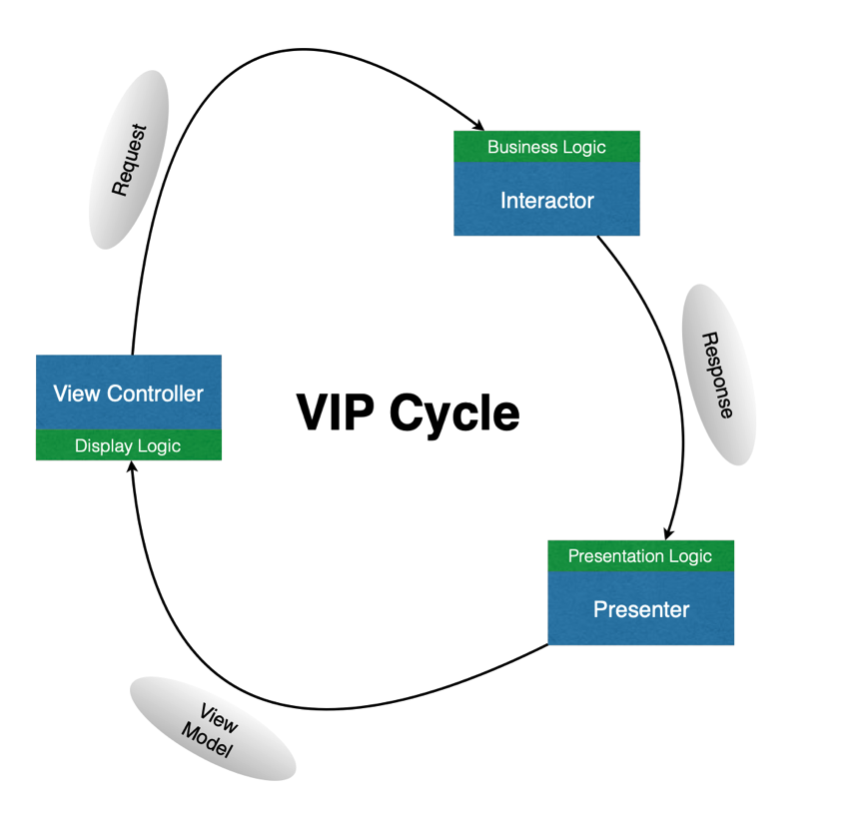 Request
Business Logic
Interactor
Response
View Controller
Display Logic
VIP Cycle
Presentation Logic
Presenter
View
Model